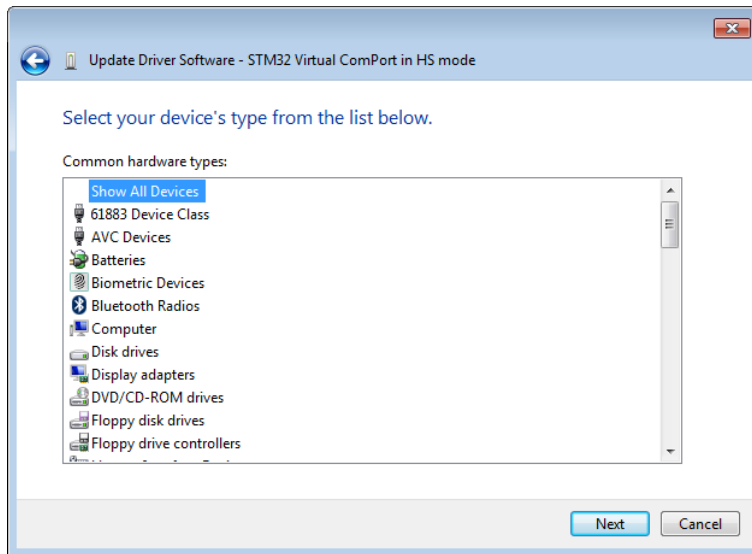 Update Driver Software - STM32 Virtual ComPort in HS mode
Select your device's type from the list below.
Common hardware types:
Show All Devices
61883 Device Class
AVC Devices
Batteries
Biometric Devices
Bluetooth Radios
Computer
Disk drives
Display adapters
DVD/CD-ROM drives
Floppy disk drives
Floppy drive controllers
Next
Cancel